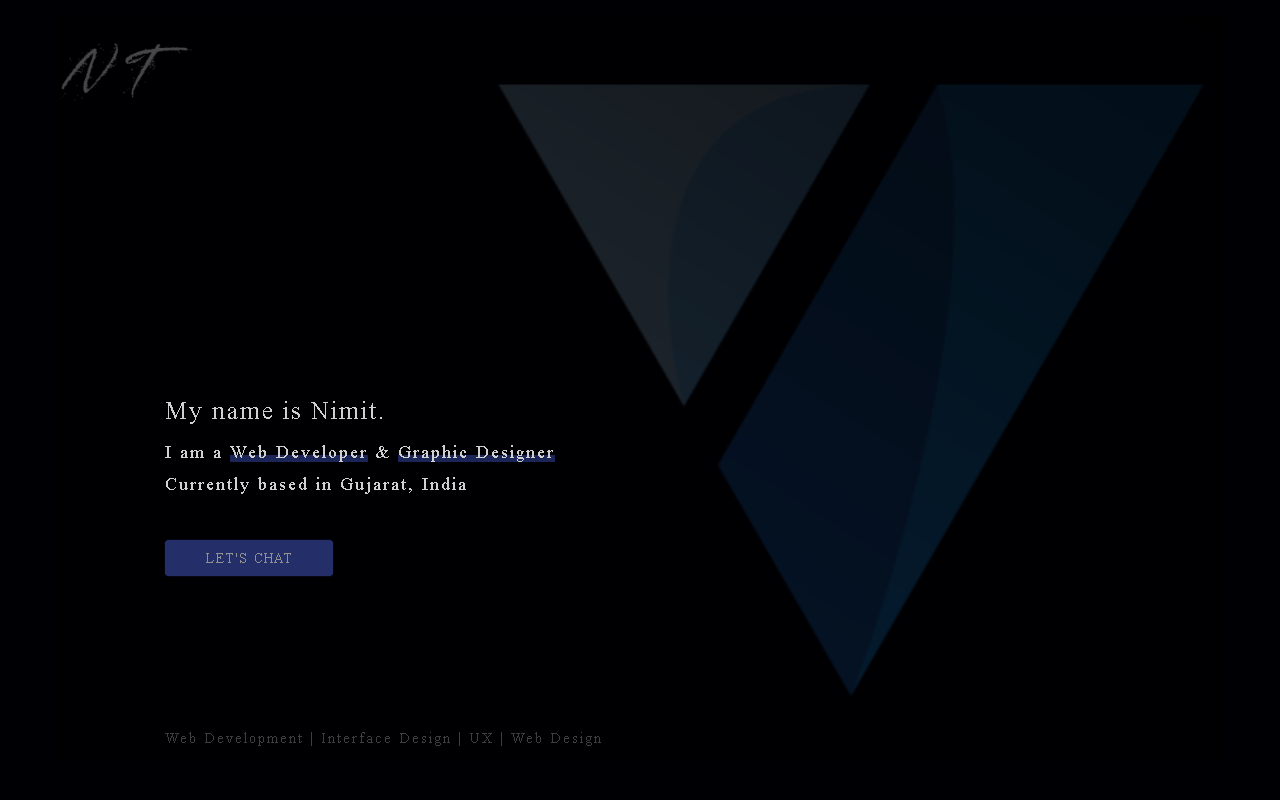 NT
My name is Nimit.
I am a Web Developer & Graphic Designer
Currently based in Gujarat, India
LET'S CHAT
Web Development | Interface Design | UX | Web Design